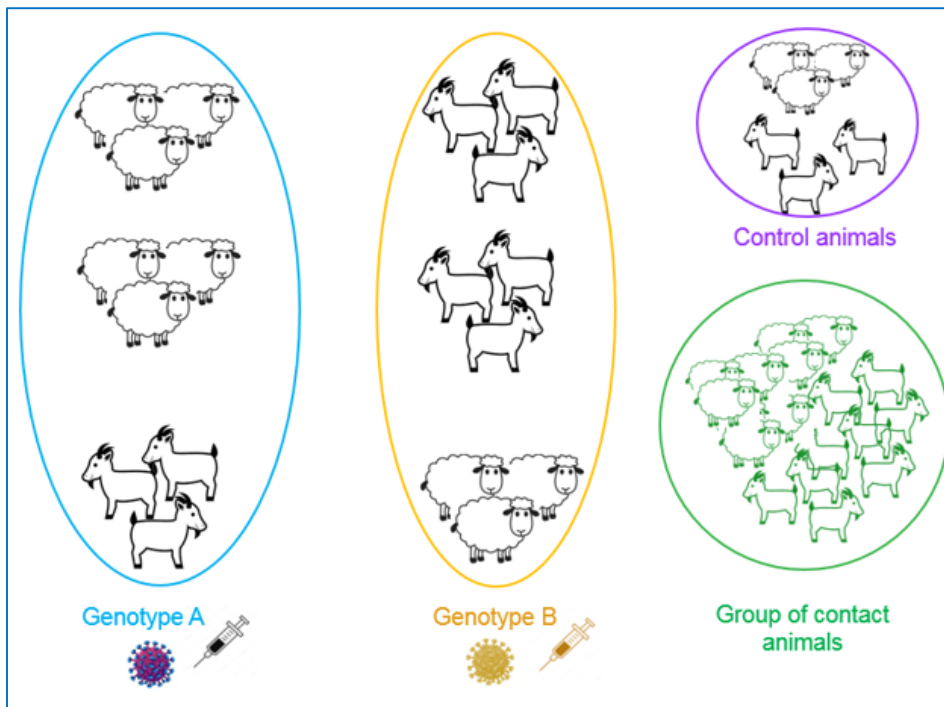 Control animals
Genotype A
Genotype B
Group of contact
animals